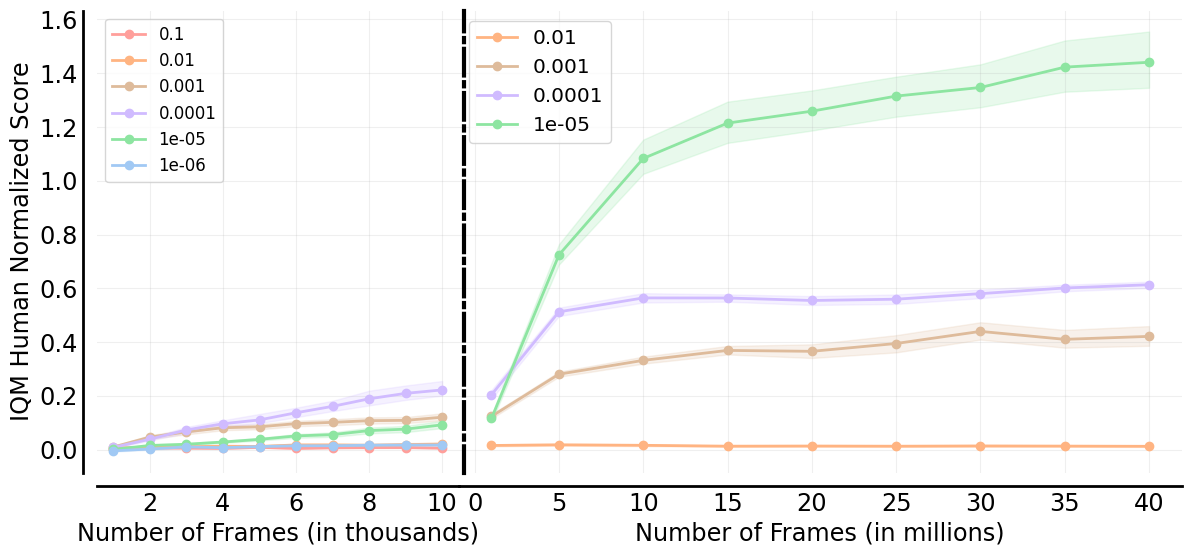 IQM Human Normalized Score
1.6
1.4
1.2
1.0
0.8
0.6
0.4
0.2
0.0
0.1
0.01
0.001
0.0001
1e-05
1e-06
2 4 6 8 10
Number of Frames (in thousands)
0.01
0.001
0.0001
1e-05
0 5 10 15 20 25 30 35 40
Number of Frames (in millions)